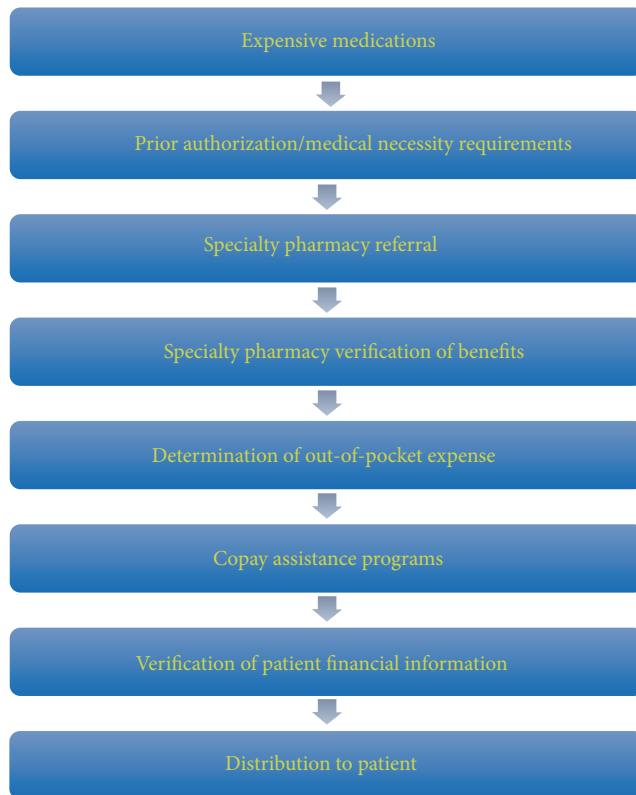 Expensive medications
Prior authorization/medical necessity requirements
Specialty pharmacy referral
Specialty pharmacy verification of benefits
Determination of out-of-pocket expense
Copay assistance programs
Verification of patient financial information
Distribution to patient